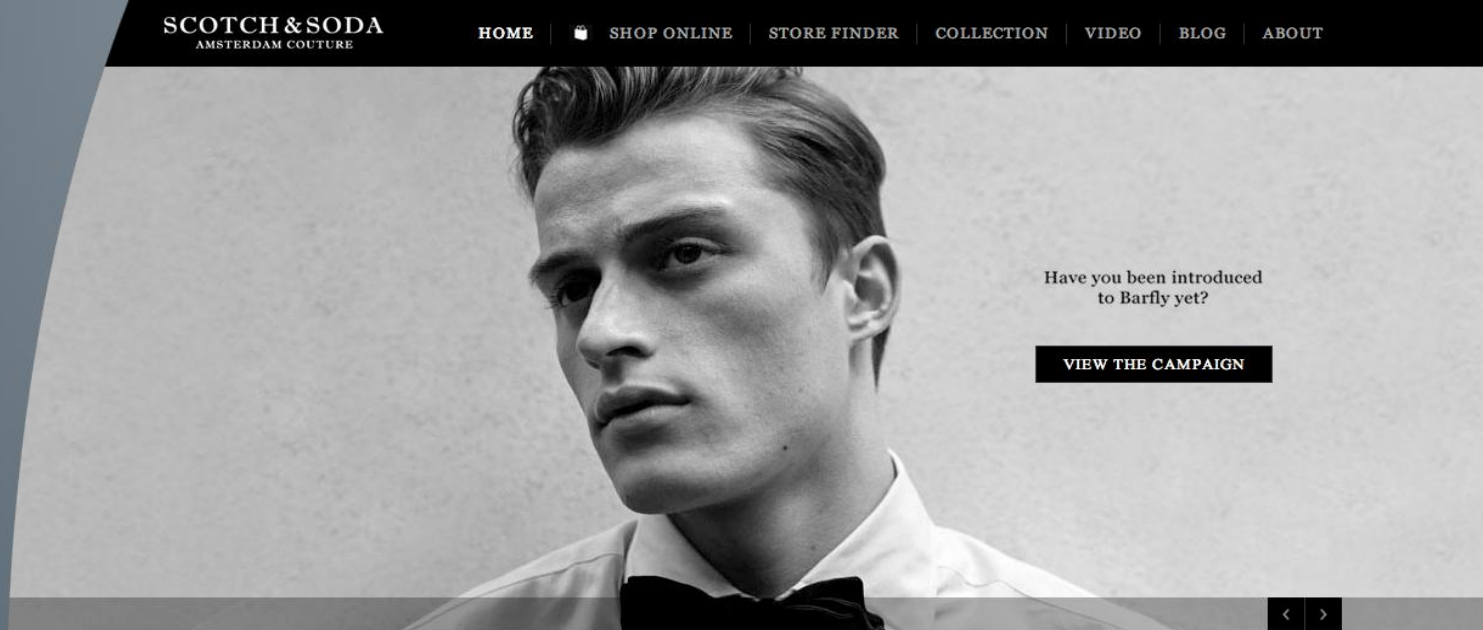 SCOTCH & SODA
AMSTERDAM COUTURE
HOME
SHOP ONLINE
STORE FINDER
COLLECTION
VIDEO
BLOG
ABOUT
Have you been introduced
to Barfly yet?
VIEW THE CAMPAIGN